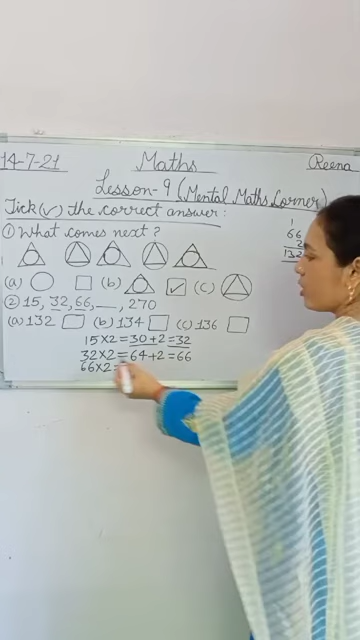 14-7-21 Maths Reena
Lesson-9 (Mental Maths Corner)
Tick (✓) the correct answer:
① What comes next?
(a) (b) ✓ (c)
② 15, 32, 66, ___, 270
(a) 132 (b) 134 (c) 136
15×2=30+2=32
32×2=64+2=66
66×2=
1
66
2
132